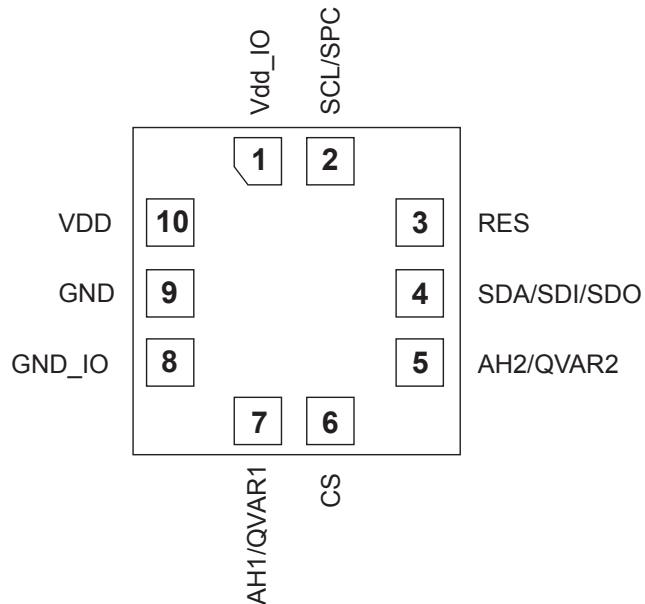 Vdd_IO
SCL/SPC
1
2
VDD
10
3
RES
GND
9
4
SDA/SDI/SDO
GND_IO
8
5
AH2/QVAR2
7
6
AH1/QVAR1
CS